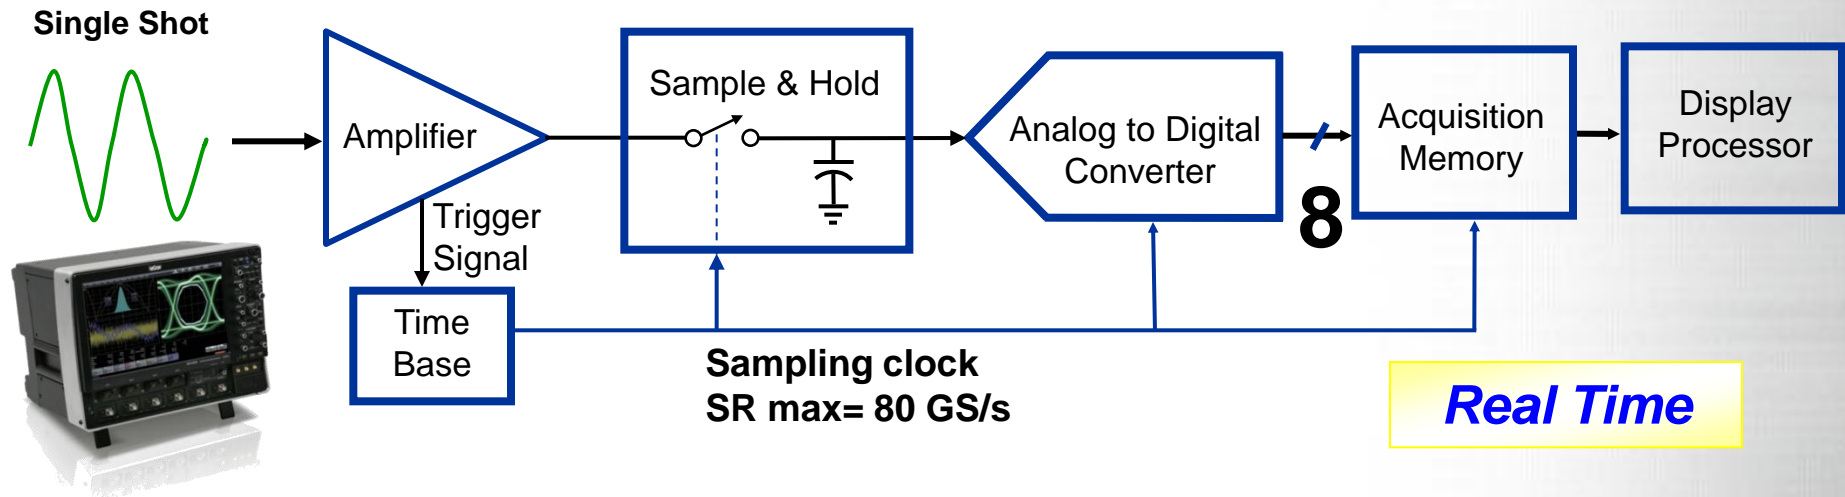 Single Shot
Amplifier
Trigger
Signal
Time
Base
Sample & Hold
Analog to Digital
Converter
8
Acquisition
Memory
Display
Processor
Sampling clock
SR max= 80 GS/s
Real Time